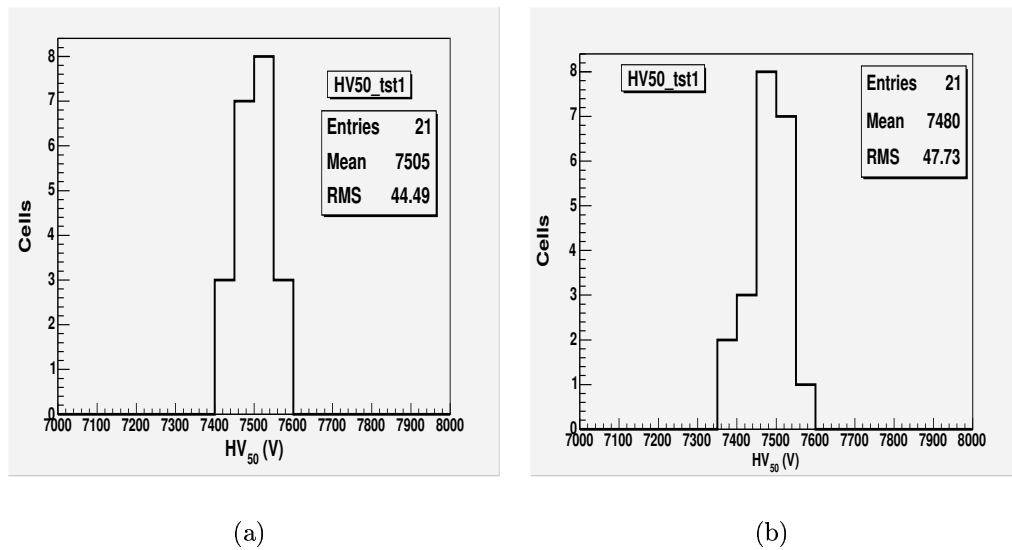 HV50_tst1
Entries 21
Mean 7505
RMS 44.49
Cells
8
7
6
5
4
3
2
1
0
7000 7100 7200 7300 7400 7500 7600 7700 7800 7900 8000
HV50 (V)
(a)
HV50_tst1
Entries 21
Mean 7480
RMS 47.73
Cells
8
7
6
5
4
3
2
1
0
7000 7100 7200 7300 7400 7500 7600 7700 7800 7900 8000
HV50 (V)
(b)